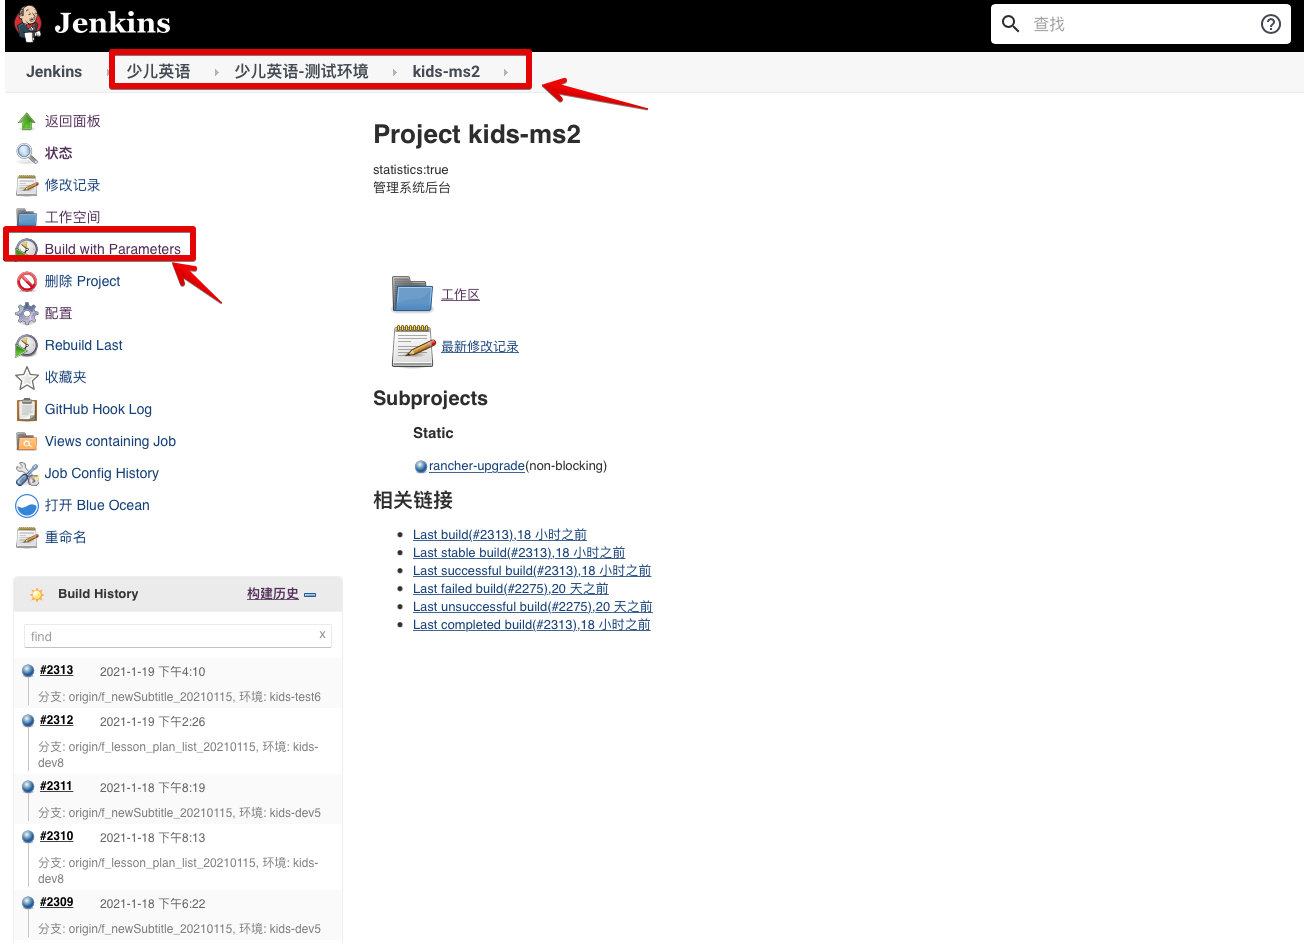 Jenkins
查找
Jenkins 少儿英语 少儿英语-测试环境 kids-ms2
返回面板
状态
修改记录
工作空间
Build with Parameters
删除 Project
配置
Rebuild Last
收藏夹
GitHub Hook Log
Views containing Job
Job Config History
打开 Blue Ocean
重命名
Build History 构建历史
find x
#2313 2021-1-19 下午4:10
分支: origin/f_newSubtitle_20210115, 环境: kids-test6
#2312 2021-1-19 下午2:26
分支: origin/f_lesson_plan_list_20210115, 环境: kids-
dev8
#2311 2021-1-18 下午8:19
分支: origin/f_newSubtitle_20210115, 环境: kids-dev5
#2310 2021-1-18 下午8:13
分支: origin/f_lesson_plan_list_20210115, 环境: kids-
dev8
#2309 2021-1-18 下午6:22
分支: origin/f_newSubtitle_20210115, 环境: kids-dev5
Project kids-ms2
statistics:true
管理系统后台
工作区
最新修改记录
Subprojects
Static
rancher-upgrade(non-blocking)
相关链接
Last build(#2313),18 小时之前
Last stable build(#2313),18 小时之前
Last successful build(#2313),18 小时之前
Last failed build(#2275),20 天之前
Last unsuccessful build(#2275),20 天之前
Last completed build(#2313),18 小时之前